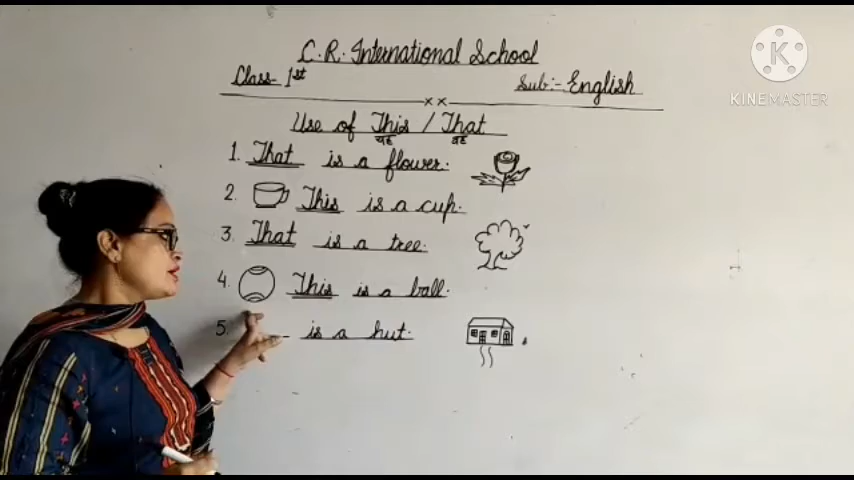 C.R. International School
Class- 1st Sub:- English
Use of This / That
यह वह
1. That is a flower.
2. This is a cup.
3. That is a tree.
4. This is a ball.
5. is a hut.
K
KINEMASTER